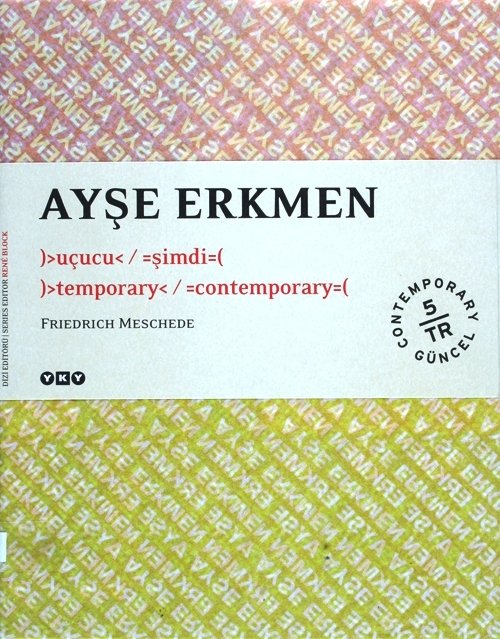 AYŞE ERKMEN
)>uçucu< / =şimdi=(
)>temporary< / =contemporary=(
FRIEDRICH MESCHEDE
YKY
CONTEMPORARY
5/TR
GÜNCEL
DİZİ EDİTÖRÜ | SERIES EDITOR RENÉ BLOCK